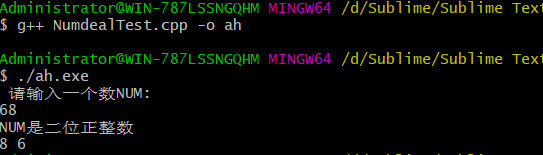 Administrator@WIN-787LSSNGQHM MINGW64 /d/Sublime/Sublime Text
$ g++ NumdealTest.cpp -o ah
Administrator@WIN-787LSSNGQHM MINGW64 /d/Sublime/Sublime Text
$ ./ah.exe
请输入一个数NUM:
68
NUM是二位正整数
8 6